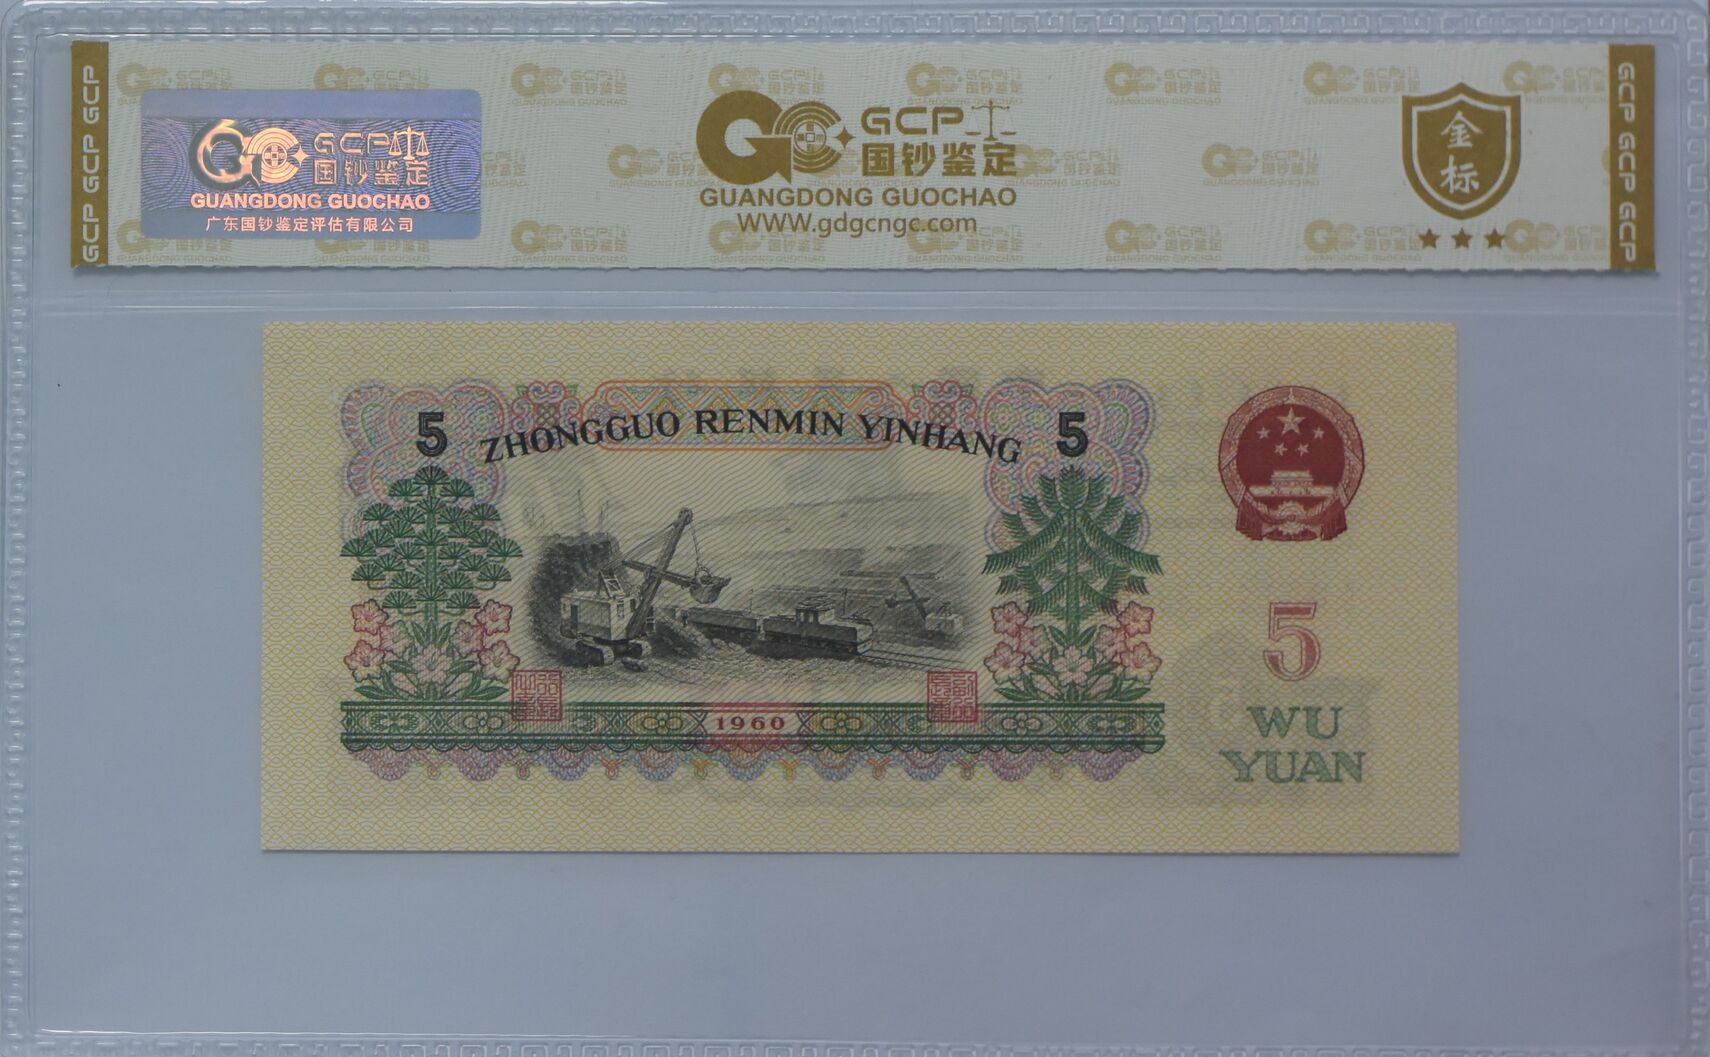 GCP GCP GCP
GCP 国钞鉴定
GUANGDONG GUOCHAO
广东国钞鉴定评估有限公司
GCP
国钞鉴定
GUANGDONG GUOCHAO
WWW.gdgcngc.com
金标
GCP GCP GCP
5 ZHONGGUO RENMIN YINHANG 5
5
1960
WU
YUAN